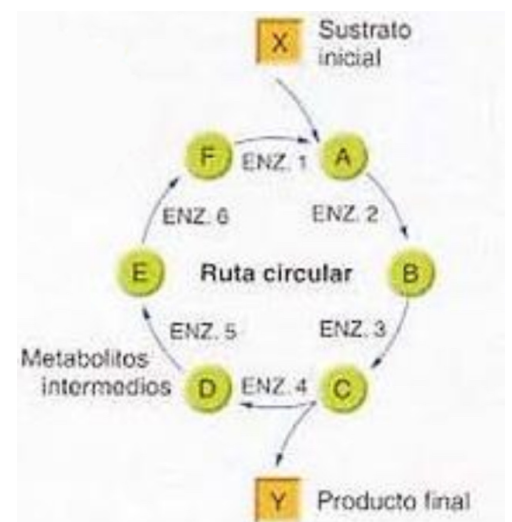 X
Sustrato
inicial
F
ENZ. 1
A
ENZ. 6
ENZ. 2
E
Ruta circular
B
ENZ. 5
ENZ. 3
Metabolitos
intermedios
D
ENZ. 4
C
Y
Producto final